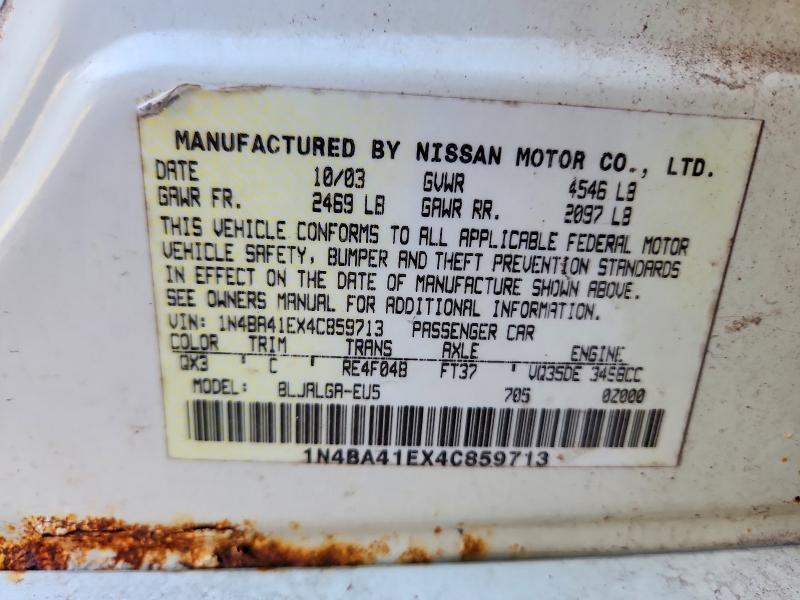 MANUFACTURED BY NISSAN MOTOR CO., LTD.
DATE 10/03 GVWR 4546 LB
GAWR FR. 2469 LB GAWR RR. 2097 LB
THIS VEHICLE CONFORMS TO ALL APPLICABLE FEDERAL MOTOR
VEHICLE SAFETY, BUMPER AND THEFT PREVENTION STANDARDS
IN EFFECT ON THE DATE OF MANUFACTURE SHOWN ABOVE.
SEE OWNERS MANUAL FOR ADDITIONAL INFORMATION.
VIN: 1N4BA41EX4C859713 PASSENGER CAR
COLOR TRIM TRANS AXLE ENGINE
QX3 ' C ' RE4F04B FT37 ' VQ35DE 3498CC
MODEL: BLJALGA-EU5 705 0Z000
1N4BA41EX4C859713